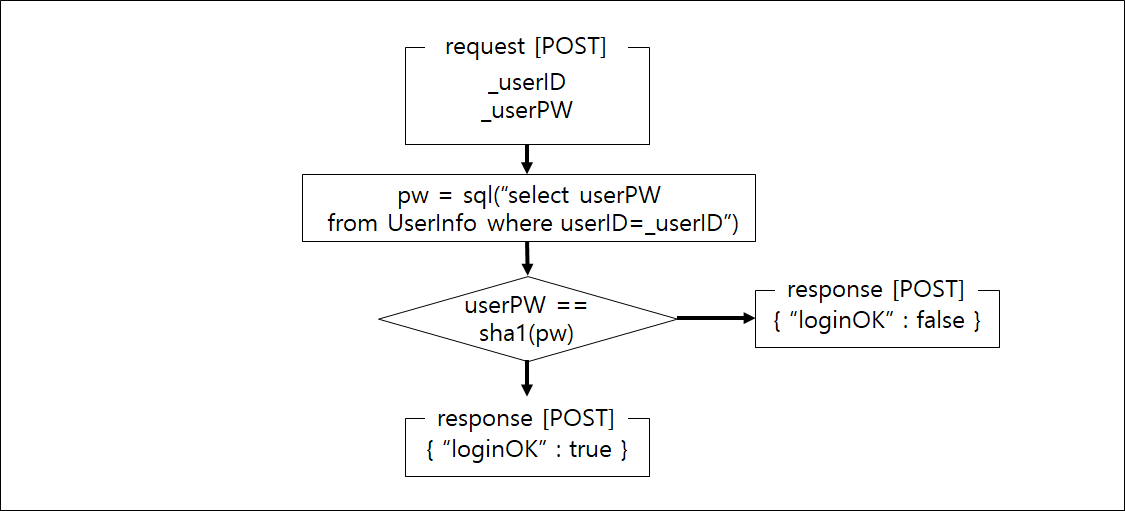 request [POST]
_userID
_userPW
pw = sql(“select userPW
from UserInfo where userID=_userID”)
userPW ==
sha1(pw)
response [POST]
{ “loginOK” : false }
response [POST]
{ “loginOK” : true }